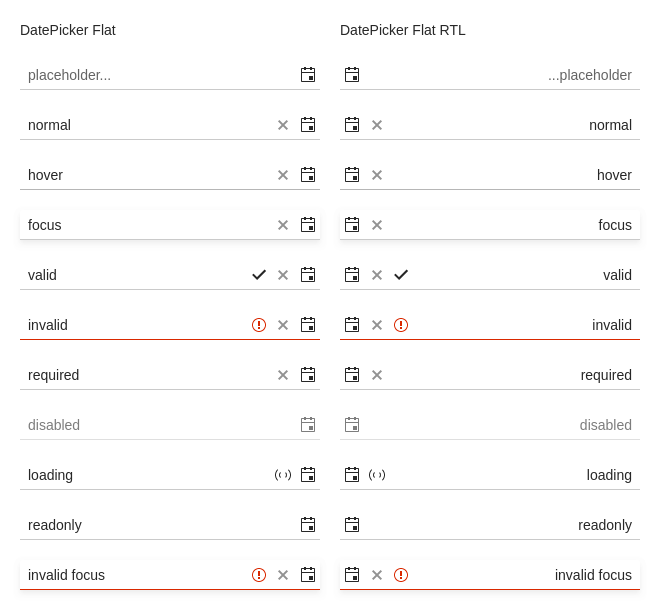 DatePicker Flat
placeholder...
normal
hover
focus
valid
invalid
required
disabled
loading
readonly
invalid focus
DatePicker Flat RTL
...placeholder
normal
hover
focus
valid
invalid
required
disabled
loading
readonly
invalid focus